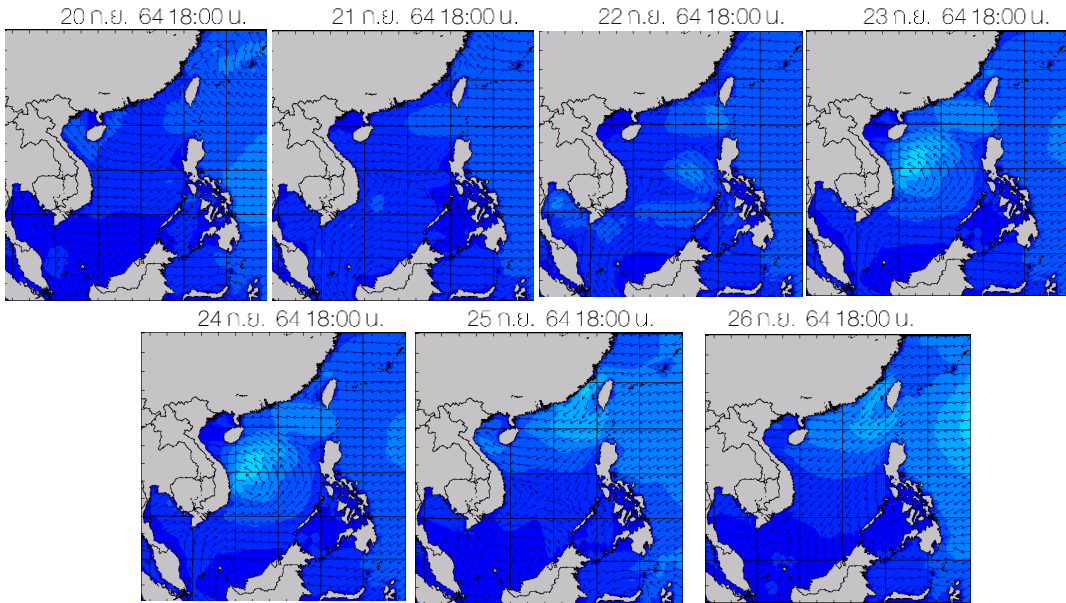 20 ก.ย. 64 18:00 น.
21 ก.ย. 64 18:00 น.
22 ก.ย. 64 18:00 น.
23 ก.ย. 64 18:00 น.
24 ก.ย. 64 18:00 น.
25 ก.ย. 64 18:00 น.
26 ก.ย. 64 18:00 น.